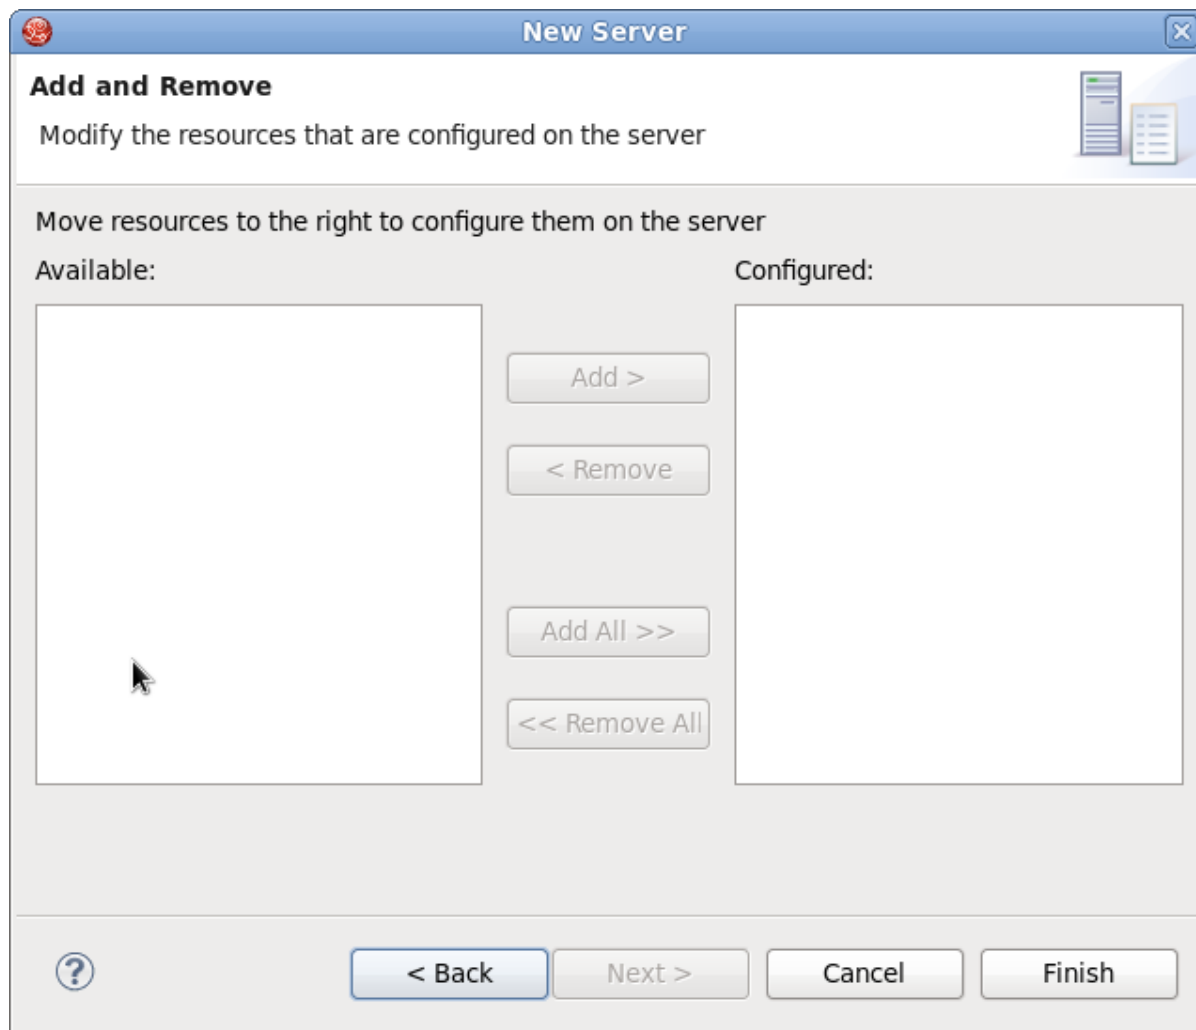 New Server
Add and Remove
Modify the resources that are configured on the server
Move resources to the right to configure them on the server
Available:
Configured:
Add >
< Remove
Add All >>
<< Remove All
?
< Back
Next >
Cancel
Finish